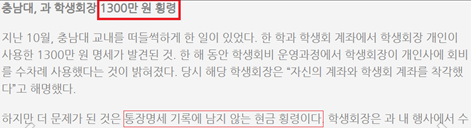 충남대, 과 학생회장 1300만 원 횡령
지난 10월, 충남대 교내를 떠들썩하게 한 일이 있었다. 한 학과 학생회 계좌에서 학생회장 개인이
사용한 1300만 원 명세가 발견된 것. 한 해 동안 학생회비 운영과정에서 학생회장이 개인사에 회비
를 수차례 사용했다는 것이 밝혀졌다. 당시 해당 학생회장은 “자신의 계좌와 학생회 계좌를 착각했
다”고 해명했다.
하지만 더 문제가 된 것은 통장명세 기록에 남지 않는 현금 횡령이다. 학생회장은 과 내 행사에서 수